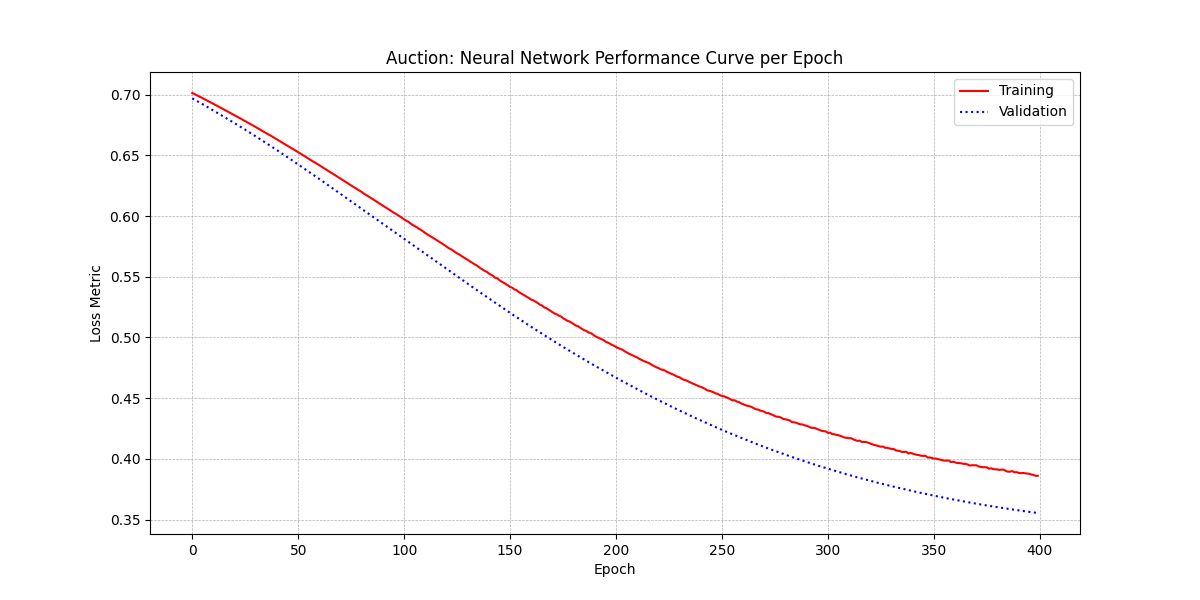 Auction: Neural Network Performance Curve per Epoch
Training
Validation
Loss Metric
0.70
0.65
0.60
0.55
0.50
0.45
0.40
0.35
0 50 100 150 200 250 300 350 400
Epoch